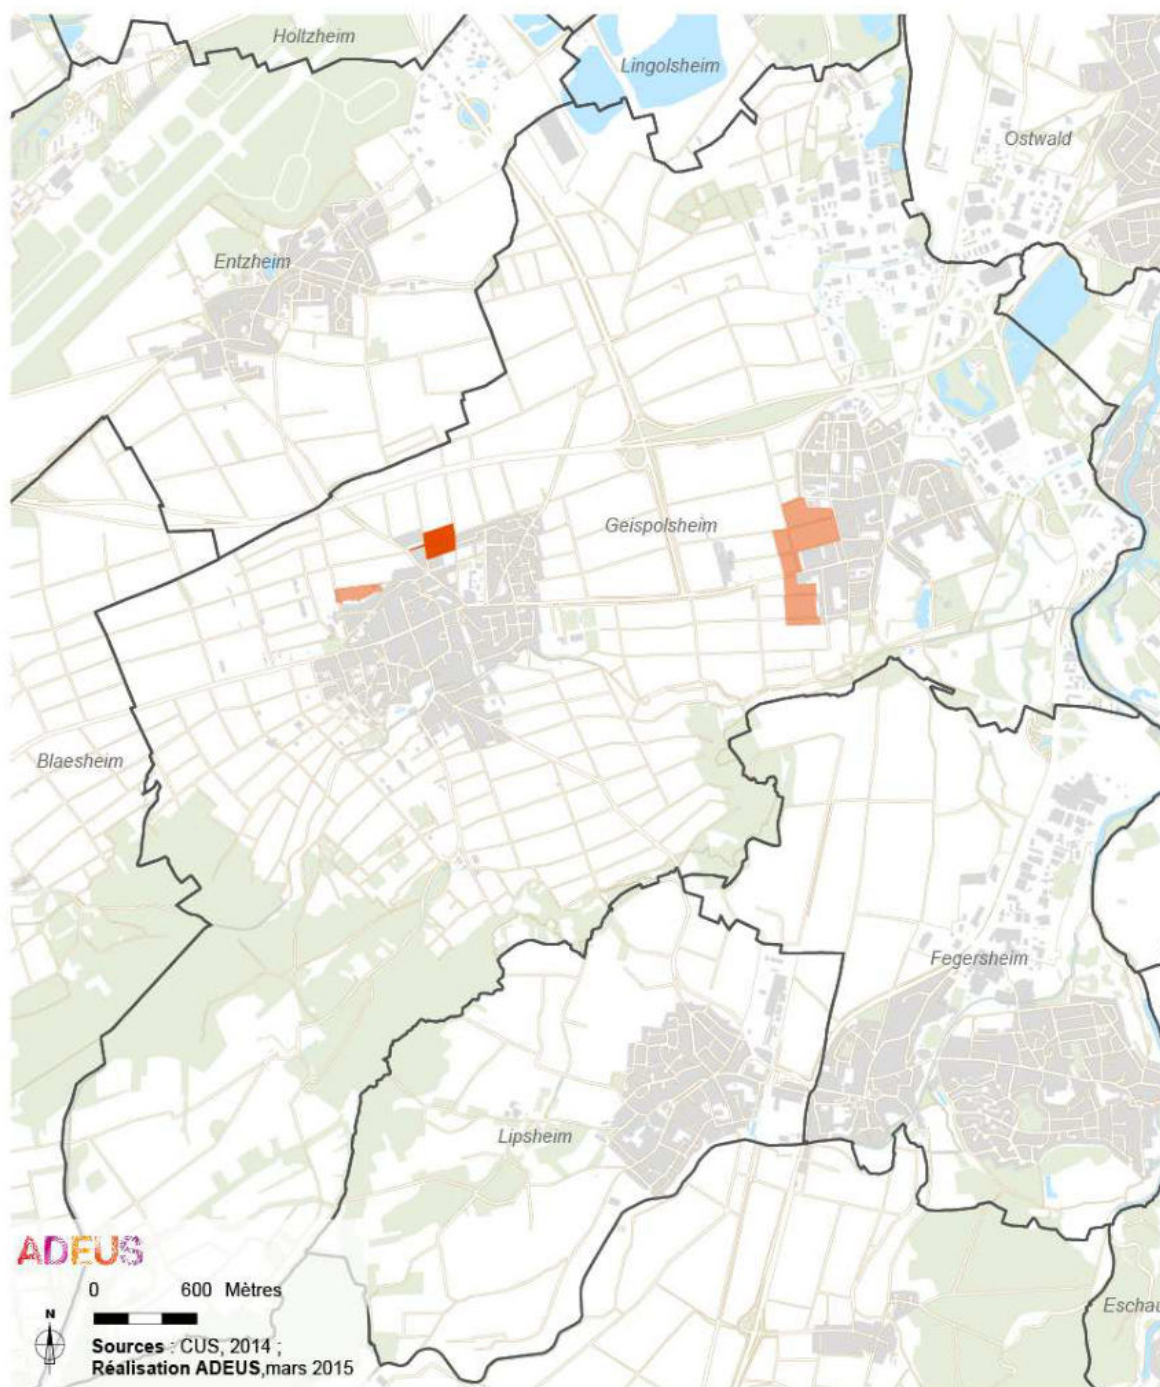 Holtzheim
Lingolsheim
Ostwald
Entzheim
Geispolsheim
Blaesheim
Fegersheim
Lipsheim
ADEUS
0 600 Mètres
N
Eschau
Sources : CUS, 2014 ;
Réalisation ADEUS,mars 2015